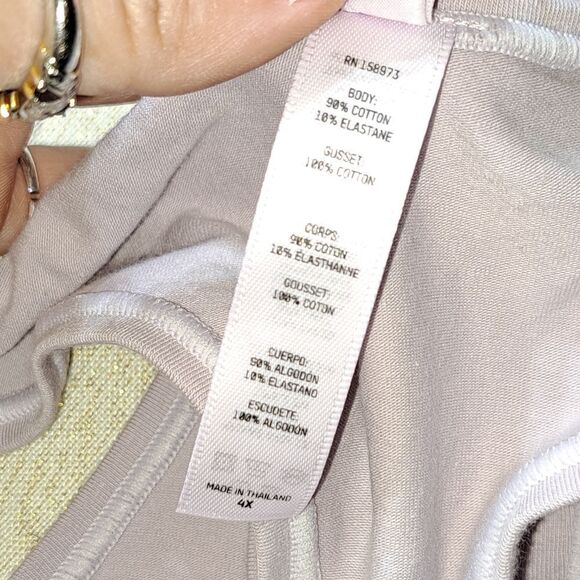 RN 158973
BODY:
90% COTTON
10% ELASTANE
GUSSET
100% COTTON
CORPS:
90% COTON
10% ÉLASTHANNE
GOUSSET:
100% COTON
CUERPO:
90% ALGODÓN
10% ELASTANO
ESCUDETE:
100% ALGODÓN
MADE IN THAILAND
4X